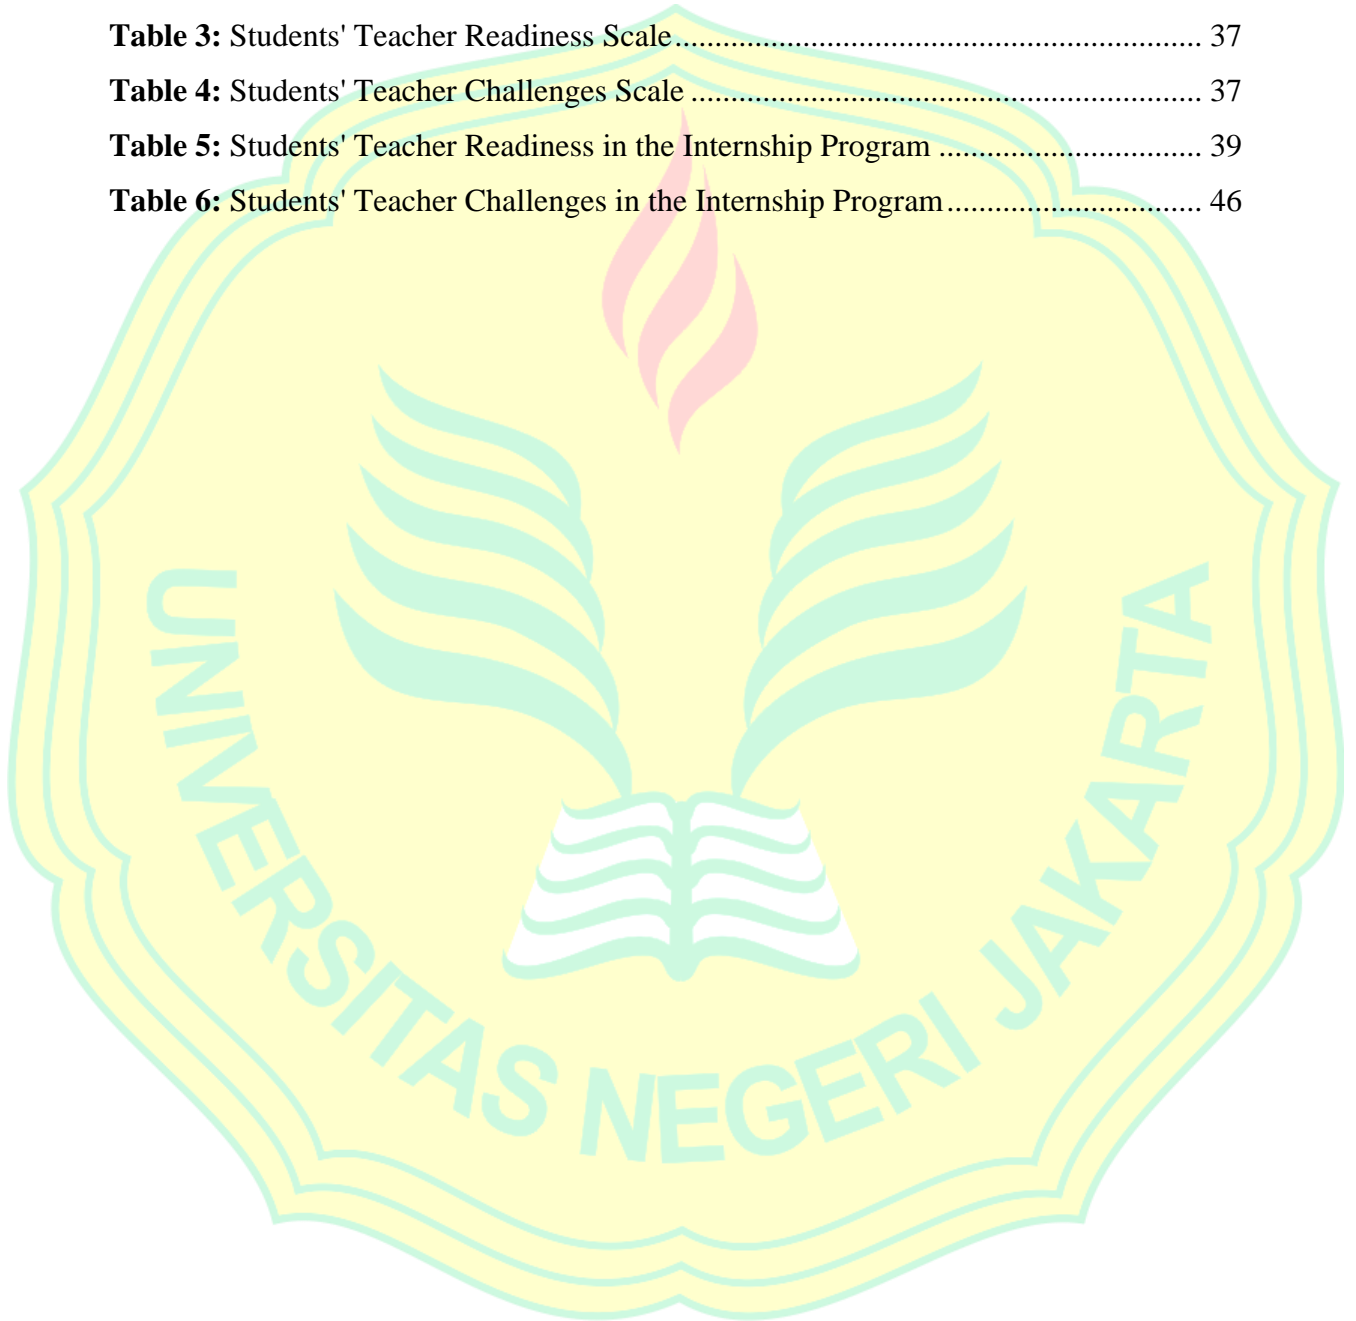 Table 3: Students' Teacher Readiness Scale.................................................................. 37
Table 4: Students' Teacher Challenges Scale ................................................................ 37
Table 5: Students' Teacher Readiness in the Internship Program ................................. 39
Table 6: Students' Teacher Challenges in the Internship Program................................ 46
UNIVERSITAS NEGERI JAKARTA